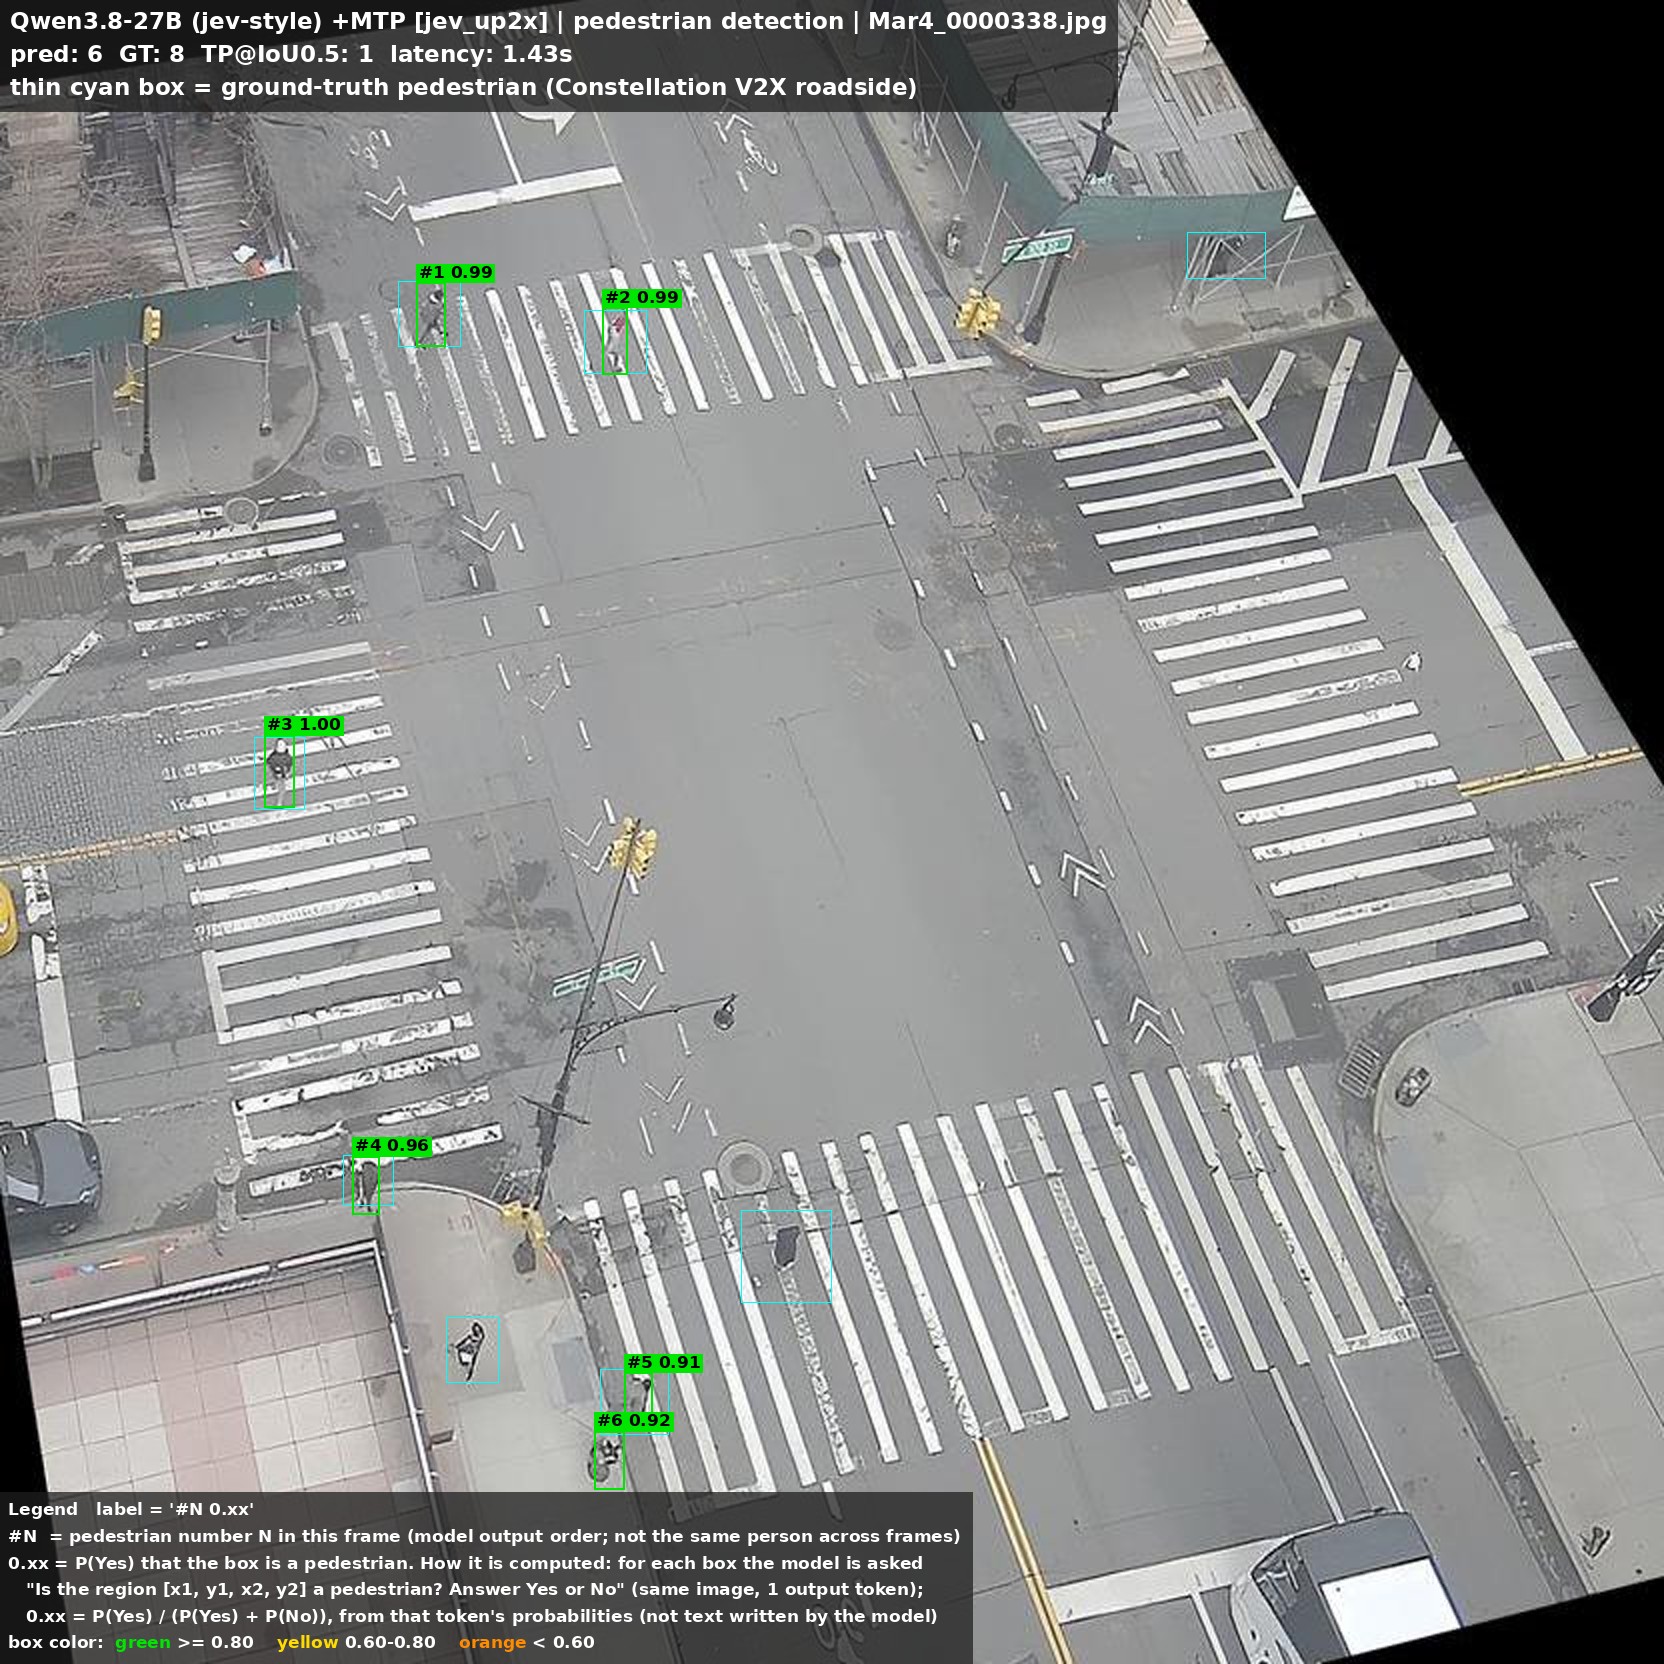 Qwen3.8-27B (jev-style) +MTP [jev_up2x] | pedestrian detection | Mar4_0000338.jpg
pred: 6  GT: 8  TP@IoU0.5: 1  latency: 1.43s
thin cyan box = ground-truth pedestrian (Constellation V2X roadside)
#1 0.99
#2 0.99
#3 1.00
#4 0.96
#5 0.91
#6 0.92
Legend   label = '#N 0.xx'
#N  = pedestrian number N in this frame (model output order; not the same person across frames)
0.xx = P(Yes) that the box is a pedestrian. How it is computed: for each box the model is asked
"Is the region [x1, y1, x2, y2] a pedestrian? Answer Yes or No" (same image, 1 output token);
0.xx = P(Yes) / (P(Yes) + P(No)), from that token's probabilities (not text written by the model)
box color:  green >= 0.80    yellow 0.60-0.80    orange < 0.60